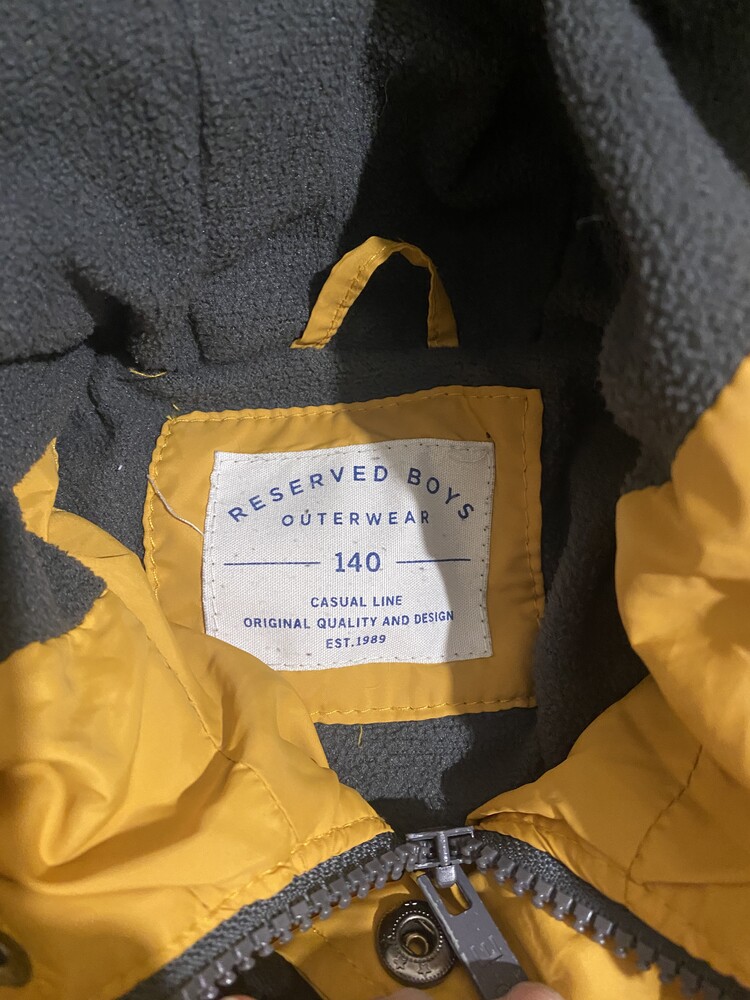 RESERVED BOYS
OUTERWEAR
140
CASUAL LINE
ORIGINAL QUALITY AND DESIGN
EST.1989